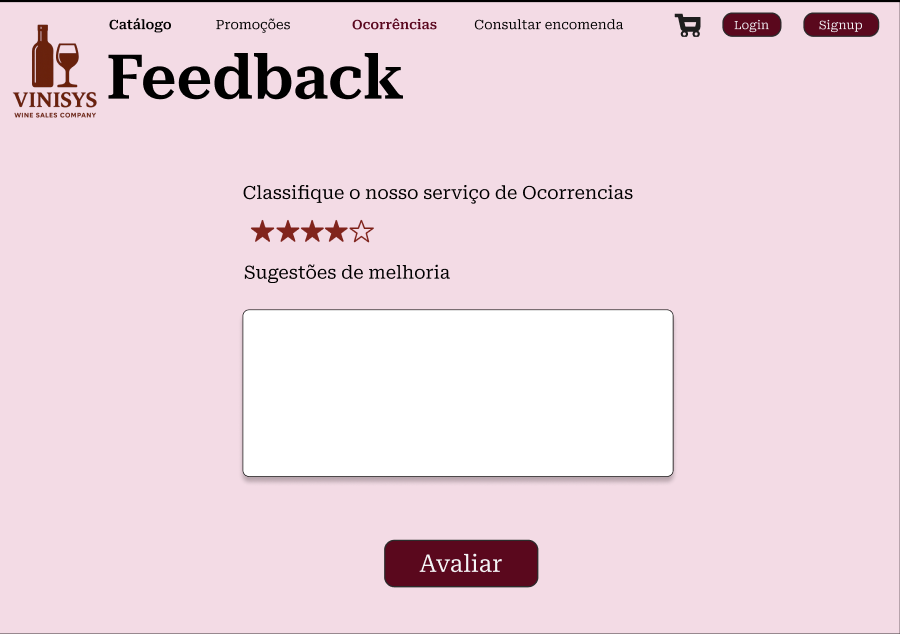 Catálogo Promoções Ocorrências Consultar encomenda Login Signup
VINISYS
WINE SALES COMPANY
Feedback
Classifique o nosso serviço de Ocorrencias
Sugestões de melhoria
Avaliar